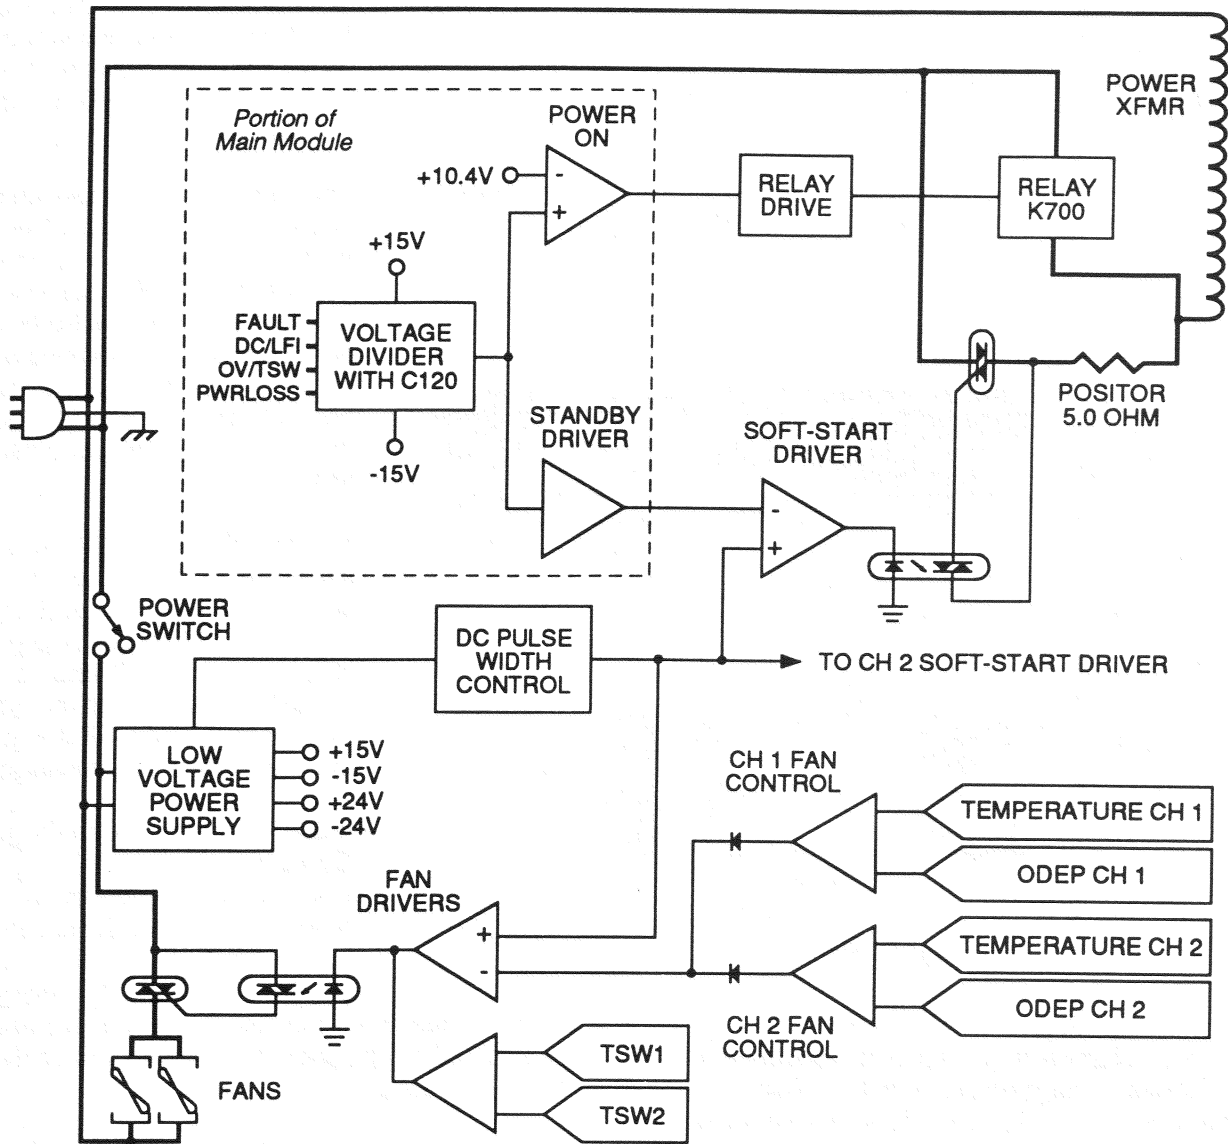 POWER
XFMR
Portion of
Main Module
POWER
ON
+10.4V
-
+
RELAY
DRIVE
RELAY
K700
+15V
FAULT
DC/LFI
OV/TSW
PWRLOSS
VOLTAGE
DIVIDER
WITH C120
-15V
POSITOR
5.0 OHM
STANDBY
DRIVER
SOFT-START
DRIVER
-
+
POWER
SWITCH
DC PULSE
WIDTH
CONTROL
TO CH 2 SOFT-START DRIVER
LOW
VOLTAGE
POWER
SUPPLY
+15V
-15V
+24V
-24V
CH 1 FAN
CONTROL
TEMPERATURE CH 1
ODEP CH 1
FAN
DRIVERS
+
-
TEMPERATURE CH 2
ODEP CH 2
CH 2 FAN
CONTROL
TSW1
TSW2
FANS